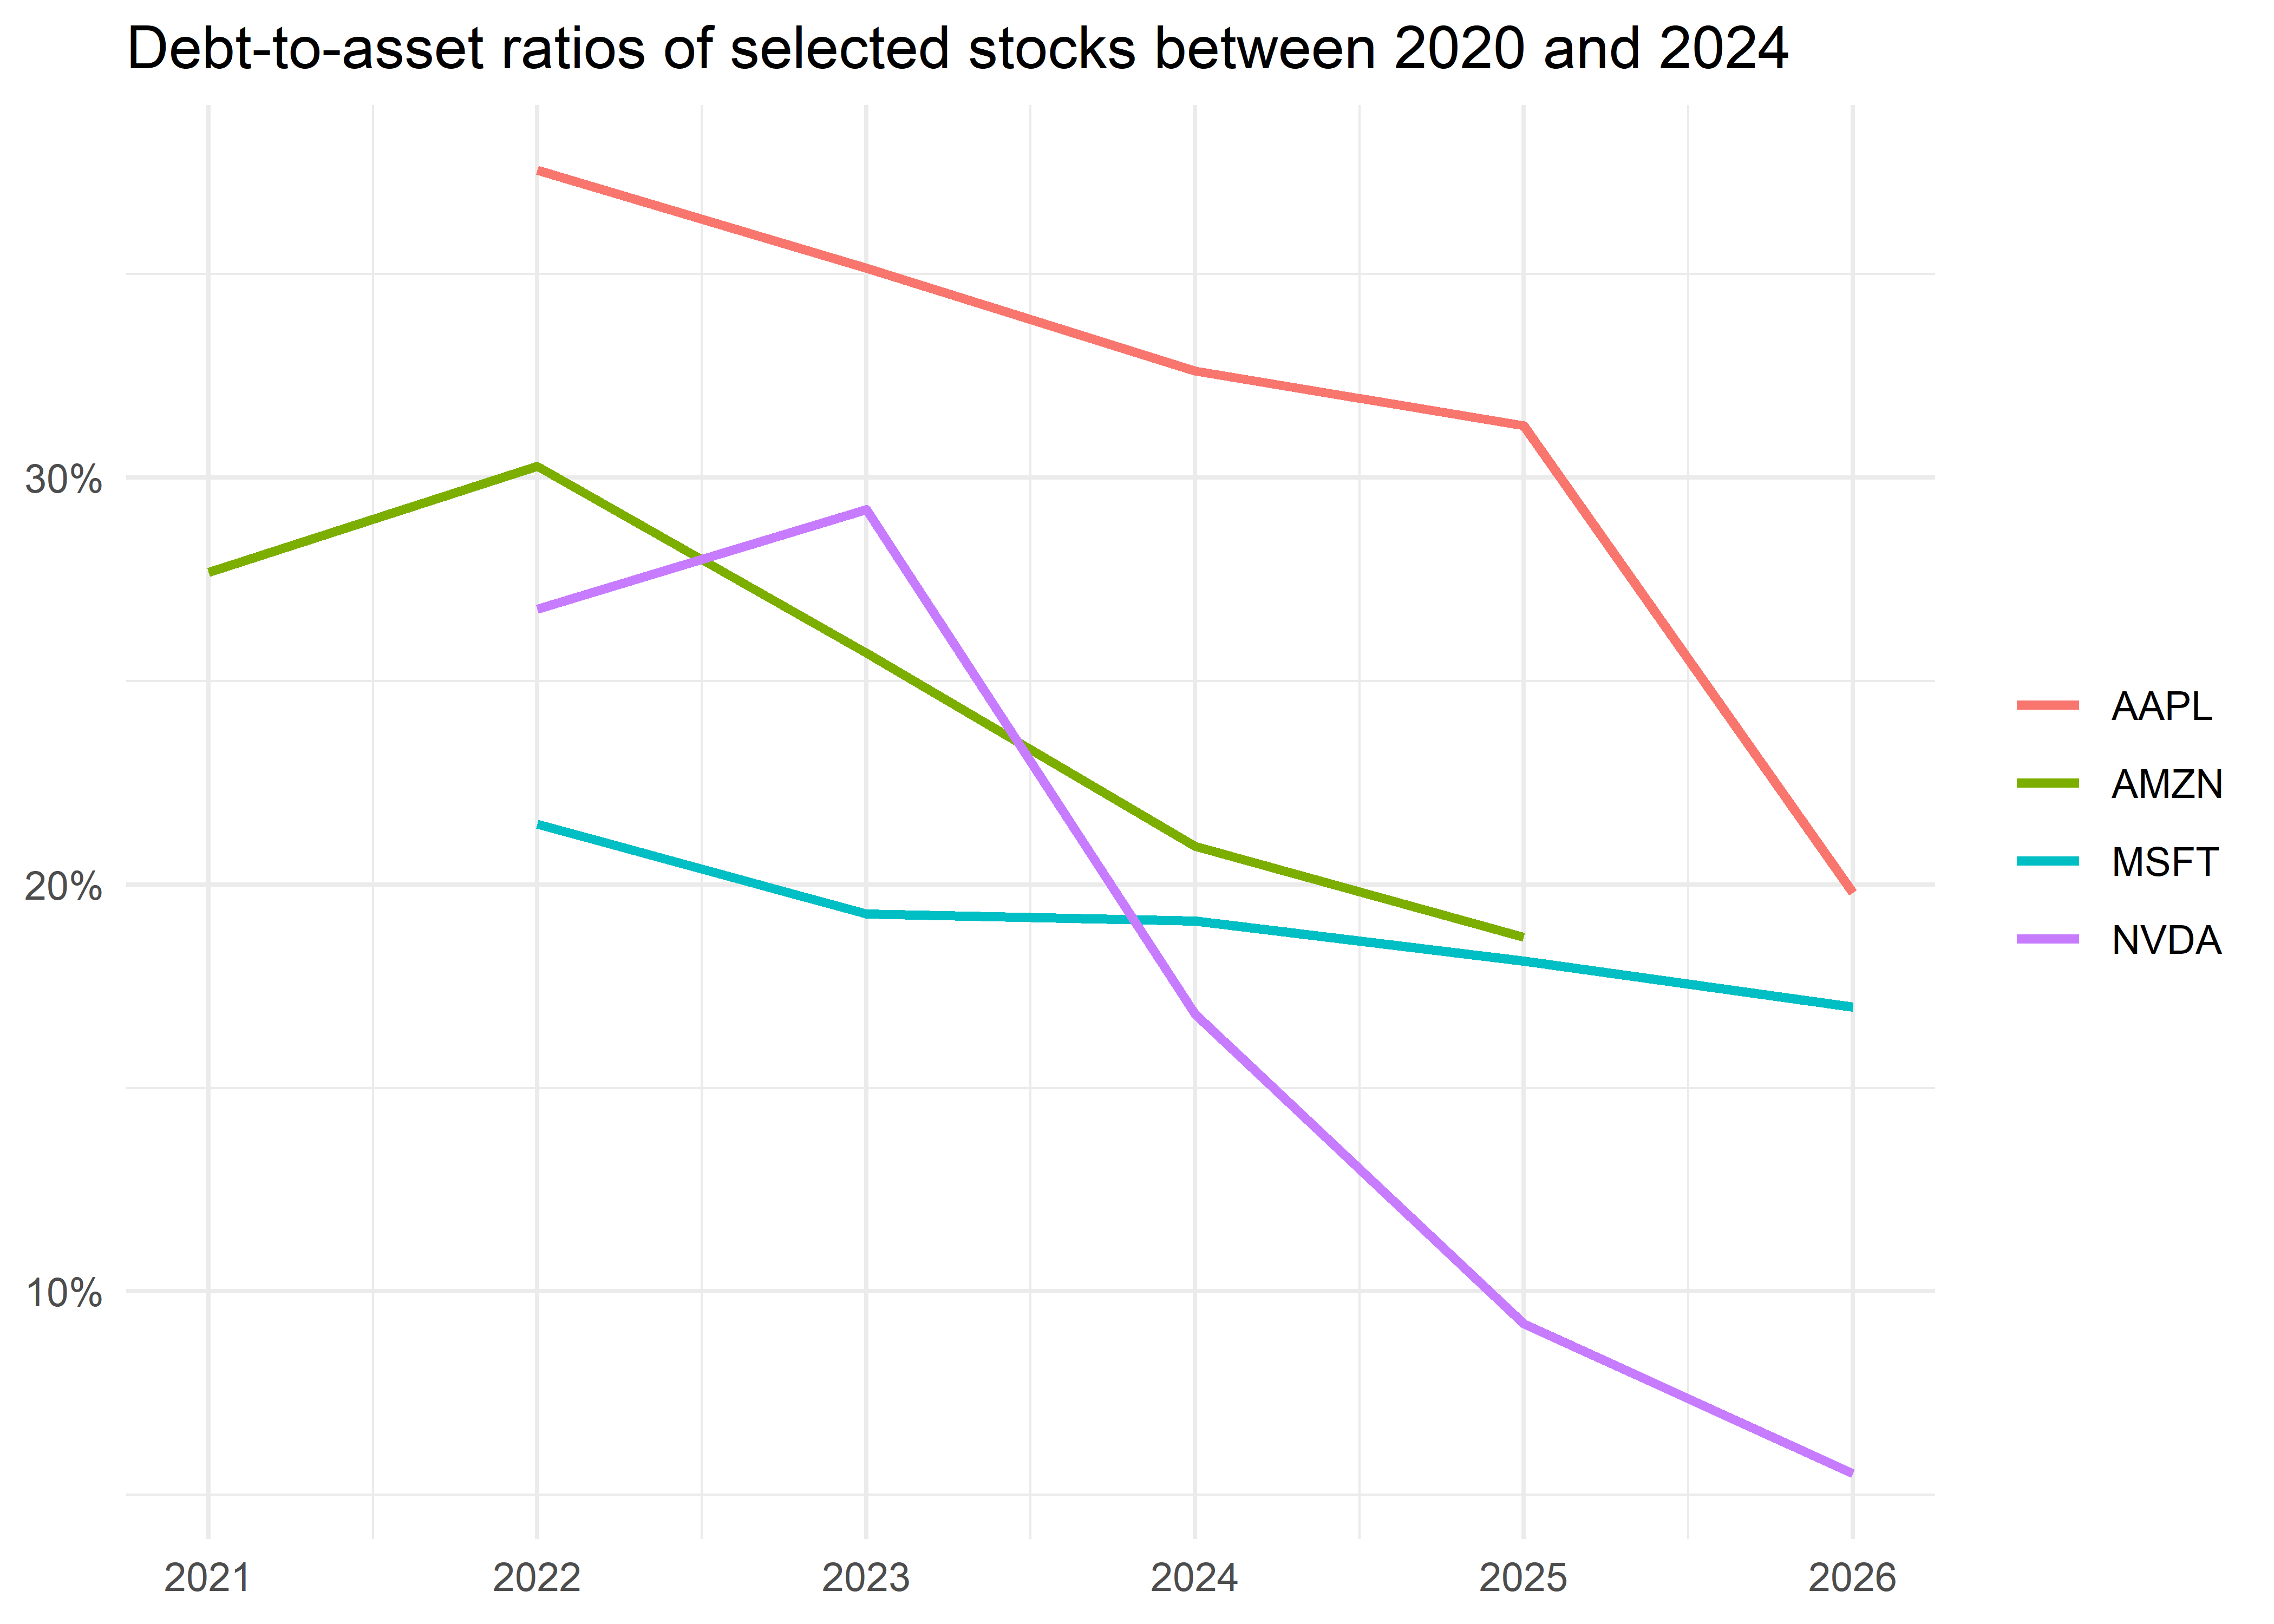 Debt-to-asset ratios of selected stocks between 2020 and 2024
30%
20%
10%
AAPL
AMZN
MSFT
NVDA
2021 2022 2023 2024 2025 2026